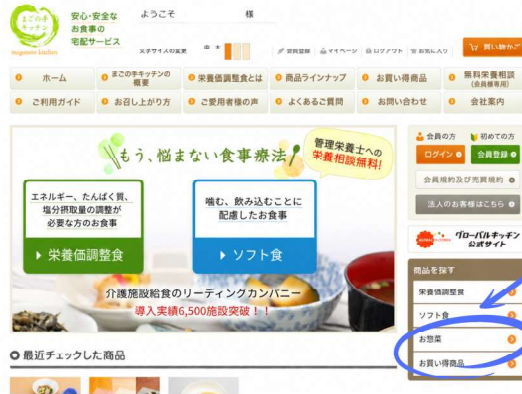 まごの手
キッチン
magonote kitchen
安心・安全な
お食事の
宅配サービス
ようこそ 様
文字サイズの変更
会員登録
マイページ
ログアウト
お気に入り
買い物かご
ホーム
まごの手キッチンの
概要
栄養価調整食とは
商品ラインナップ
お買い得商品
無料栄養相談
(会員様専用)
ご利用ガイド
お召し上がり方
ご愛用者様の声
よくあるご質問
お問い合わせ
会社案内
もう、悩まない食事療法
管理栄養士への
栄養相談無料!
エネルギー、たんぱく質、
塩分摂取量の調整が
必要な方のお食事
栄養価調整食
噛む、飲み込むことに
配慮したお食事
ソフト食
介護施設給食のリーディングカンパニー
導入実績6,500施設突破!!
会員の方
初めての方
ログイン
会員登録
会員規約及び売買規約
法人のお客様はこちら
グローバルキッチン
公式サイト
商品を探す
栄養価調整食
ソフト食
お惣菜
お買い得商品
最近チェックした商品